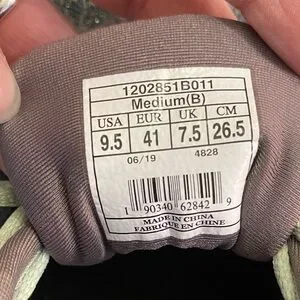 1202851B011
Medium(B)
USA EUR UK CM
9.5 41 7.5 26.5
06/19 4828
1 90340 62842 9
MADE IN CHINA
FABRIQUE EN CHINE